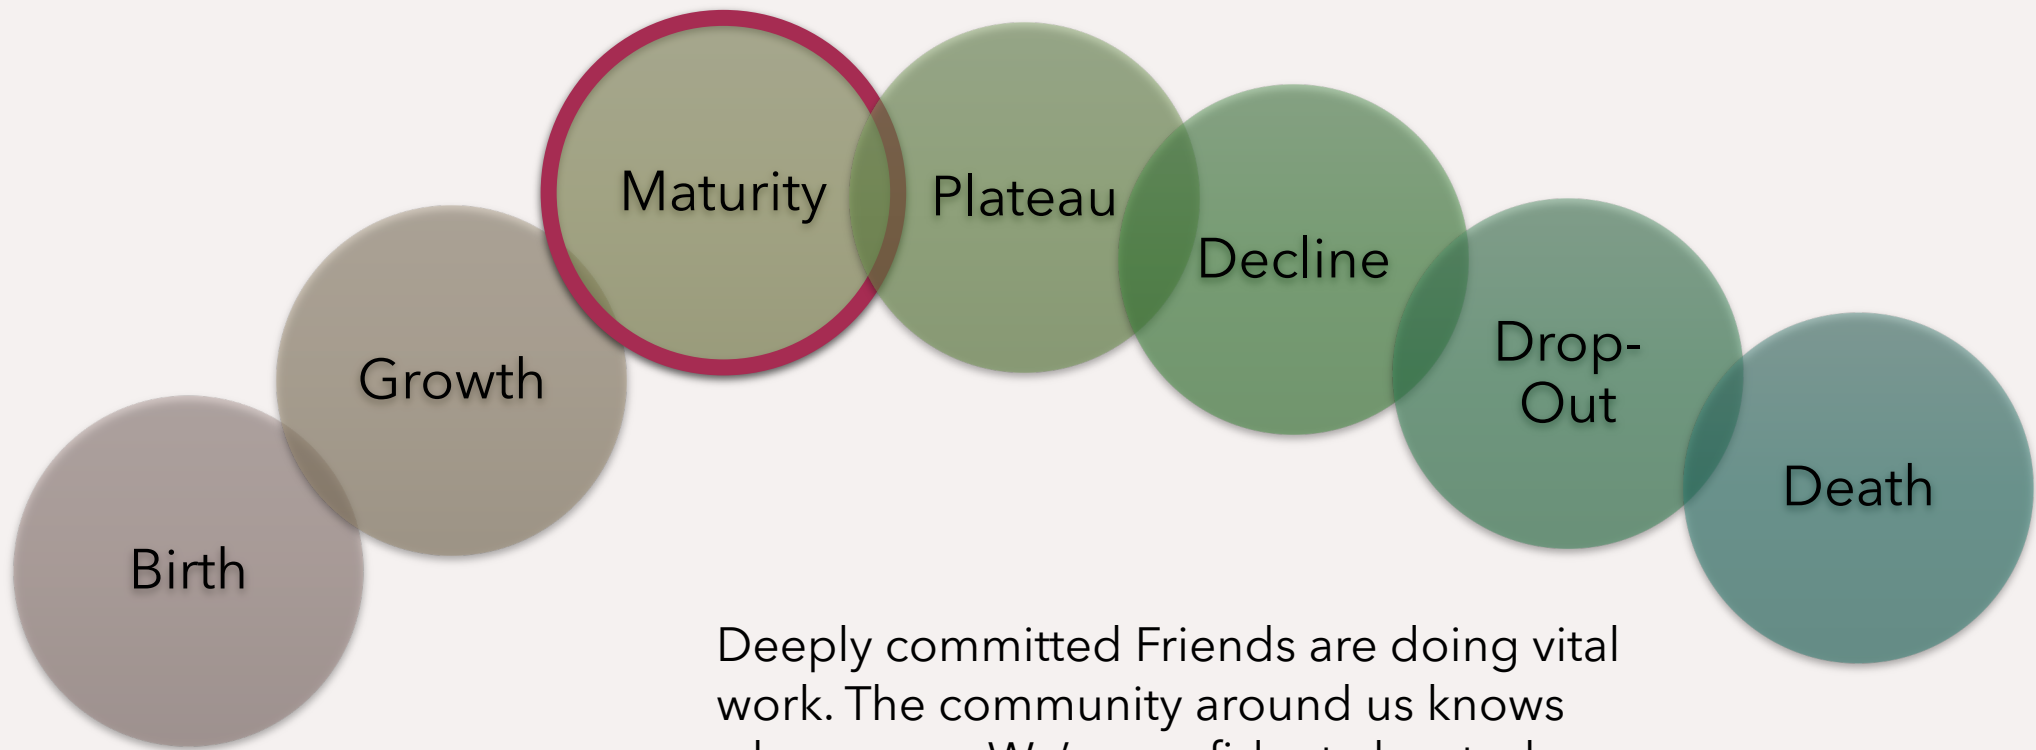 Birth
Growth
Maturity
Plateau
Decline
Drop-
Out
Death
Deeply committed Friends are doing vital
work. The community around us knows